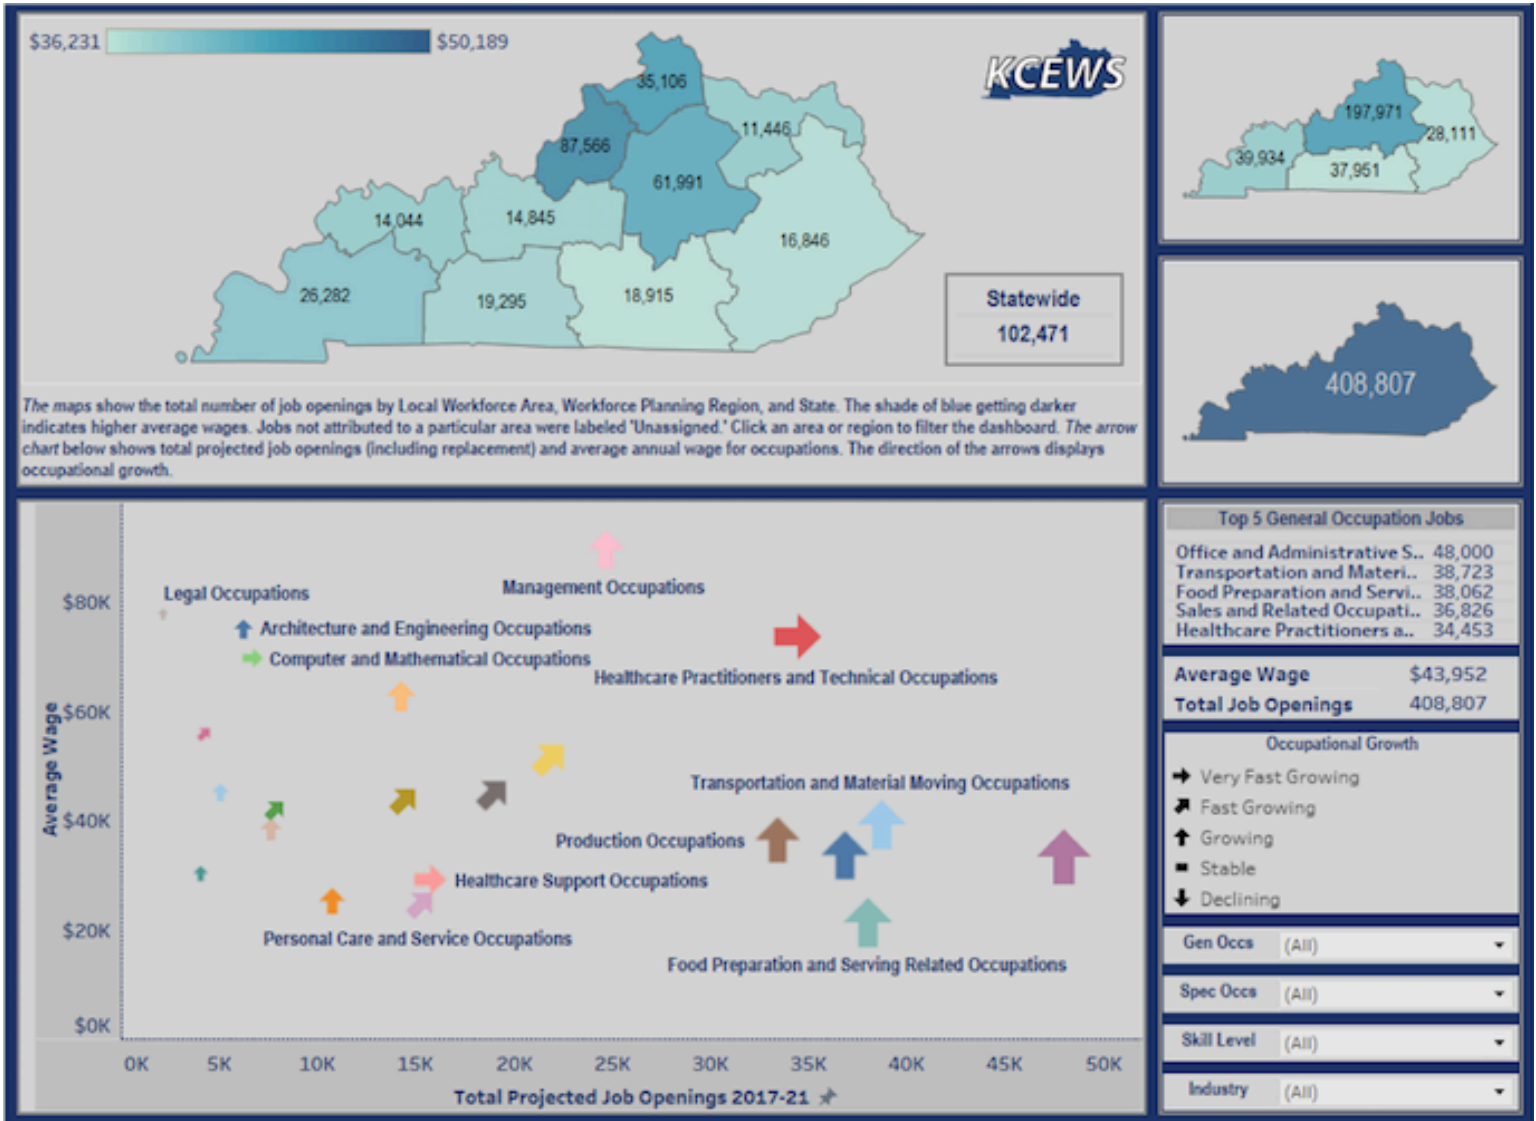 $36,231
$50,189
KCEWS
35,106
87,566
11,446
61,991
14,044
14,845
16,846
26,282
19,295
18,915
Statewide
102,471
197,971
28,111
39,934
37,951
408,807
The maps show the total number of job openings by Local Workforce Area, Workforce Planning Region, and State. The shade of blue getting darker
indicates higher average wages. Jobs not attributed to a particular area were labeled 'Unassigned.' Click an area or region to filter the dashboard. The arrow
chart below shows total projected job openings (including replacement) and average annual wage for occupations. The direction of the arrows displays
occupational growth.
Average Wage
$80K
$60K
$40K
$20K
$0K
Legal Occupations
Management Occupations
Architecture and Engineering Occupations
Computer and Mathematical Occupations
Healthcare Practitioners and Technical Occupations
Transportation and Material Moving Occupations
Production Occupations
Healthcare Support Occupations
Personal Care and Service Occupations
Food Preparation and Serving Related Occupations
0K 5K 10K 15K 20K 25K 30K 35K 40K 45K 50K
Total Projected Job Openings 2017-21
Top 5 General Occupation Jobs
Office and Administrative S.. 48,000
Transportation and Materi.. 38,723
Food Preparation and Servi.. 38,062
Sales and Related Occupati.. 36,826
Healthcare Practitioners a.. 34,453
Average Wage $43,952
Total Job Openings 408,807
Occupational Growth
Very Fast Growing
Fast Growing
Growing
Stable
Declining
Gen Occs (All)
Spec Occs (All)
Skill Level (All)
Industry (All)